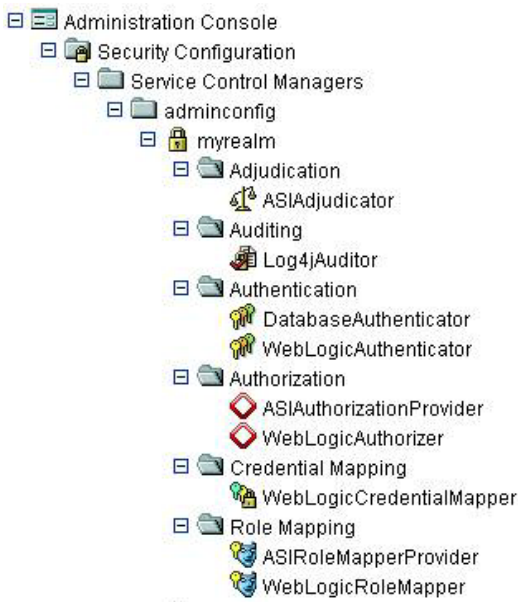 Administration Console
Security Configuration
Service Control Managers
adminconfig
myrealm
Adjudication
ASIAdjudicator
Auditing
Log4jAuditor
Authentication
DatabaseAuthenticator
WebLogicAuthenticator
Authorization
ASIAuthorizationProvider
WebLogicAuthorizer
Credential Mapping
WebLogicCredentialMapper
Role Mapping
ASIRoleMapperProvider
WebLogicRoleMapper